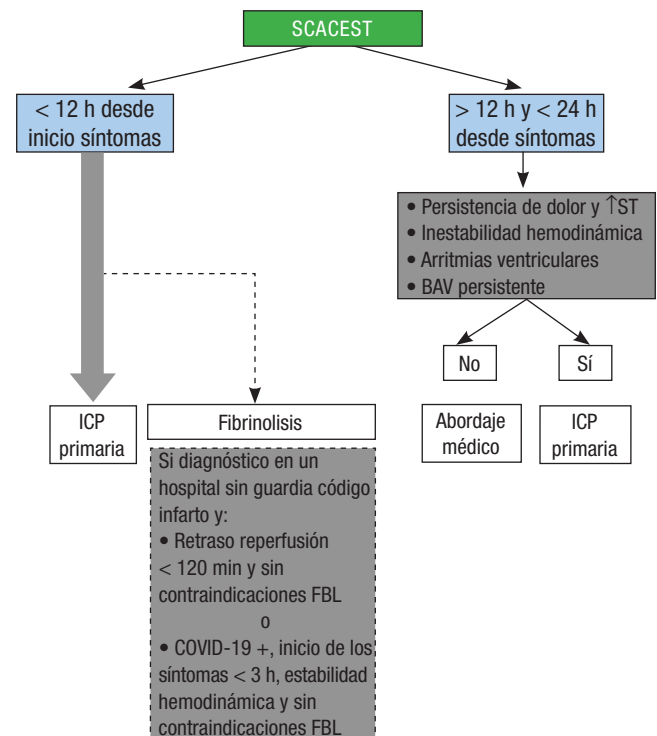 SCACEST
< 12 h desde
inicio síntomas
> 12 h y < 24 h
desde síntomas
• Persistencia de dolor y ↑ST
• Inestabilidad hemodinámica
• Arritmias ventriculares
• BAV persistente
No
Sí
ICP
primaria
Fibrinolisis
Abordaje
médico
ICP
primaria
Si diagnóstico en un
hospital sin guardia código
infarto y:
• Retraso reperfusión
< 120 min y sin
contraindicaciones FBL
o
• COVID-19 +, inicio de los
síntomas < 3 h, estabilidad
hemodinámica y sin
contraindicaciones FBL